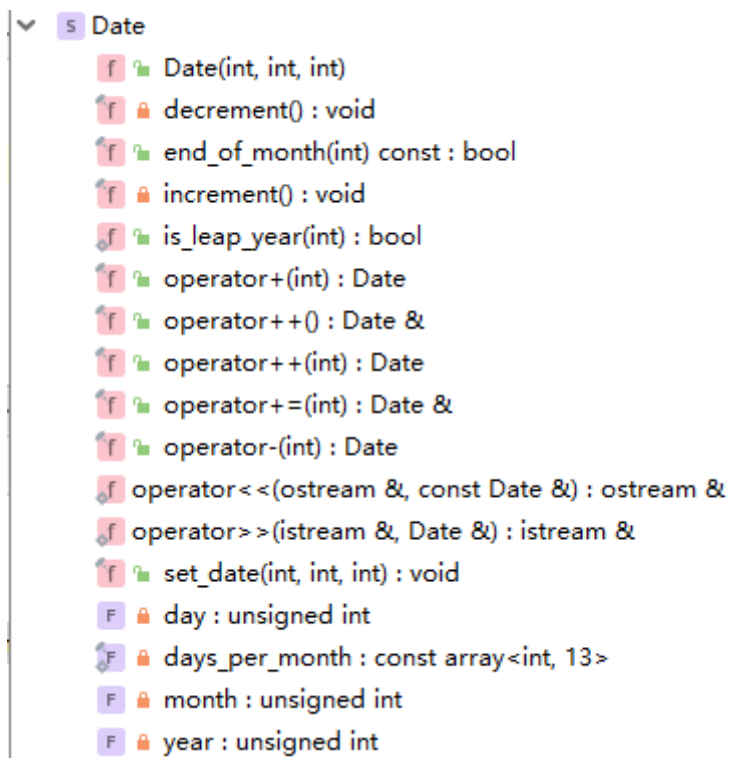 S Date
f Date(int, int, int)
f decrement() : void
f end_of_month(int) const : bool
f increment() : void
f is_leap_year(int) : bool
f operator+(int) : Date
f operator++() : Date &
f operator++(int) : Date
f operator+=(int) : Date &
f operator-(int) : Date
f operator<<(ostream &, const Date &) : ostream &
f operator>>(istream &, Date &) : istream &
f set_date(int, int, int) : void
F day : unsigned int
F days_per_month : const array<int, 13>
F month : unsigned int
F year : unsigned int